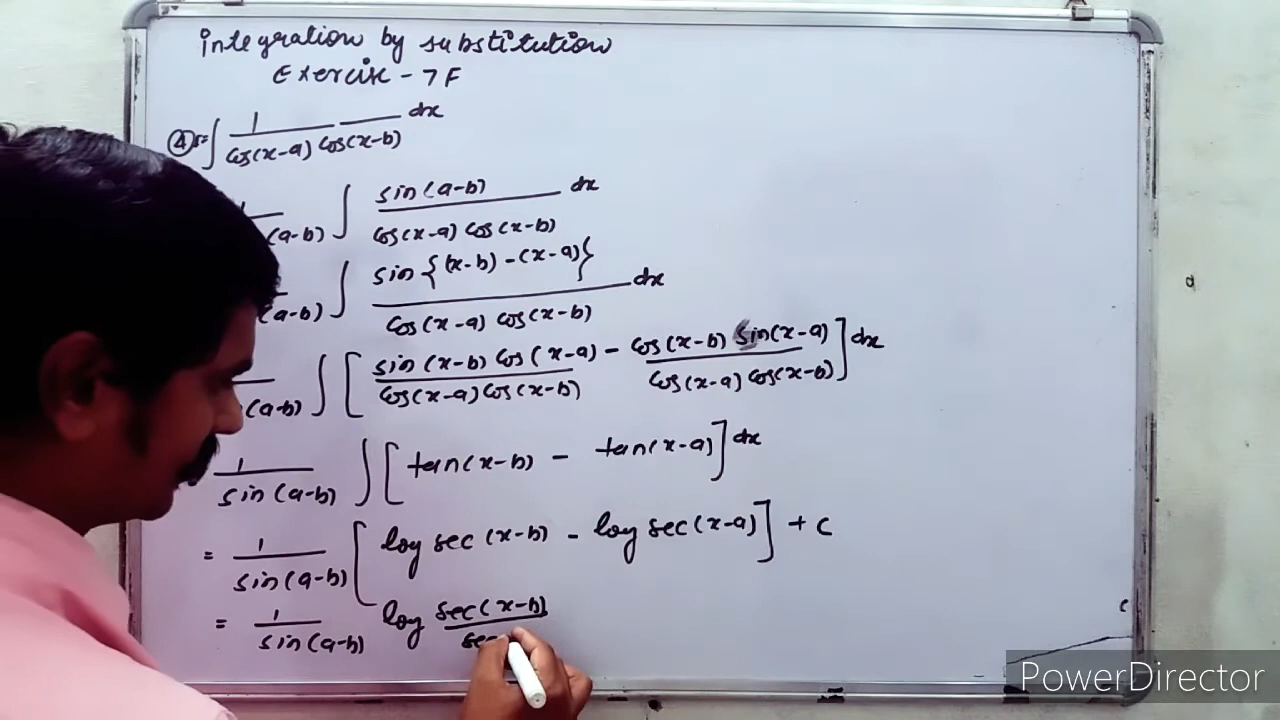 integration by substitution
Exercise - 7F
④ I= ∫ 1/(cos(x-a) cos(x-b)) dx
1/(a-b) ∫ sin(a-b)/(cos(x-a) cos(x-b)) dx
(a-b) ∫ sin{(x-b) - (x-a)}/(cos(x-a) cos(x-b)) dx
(a-b) ∫ [ sin(x-b) cos(x-a)/(cos(x-a) cos(x-b)) - cos(x-b) sin(x-a)/(cos(x-a) cos(x-b)) ] dx
1/sin(a-b) ∫ [ tan(x-b) - tan(x-a) ] dx
= 1/sin(a-b) [ log sec(x-b) - log sec(x-a) ] + c
= 1/sin(a-b) log sec(x-b)/sec
PowerDirector